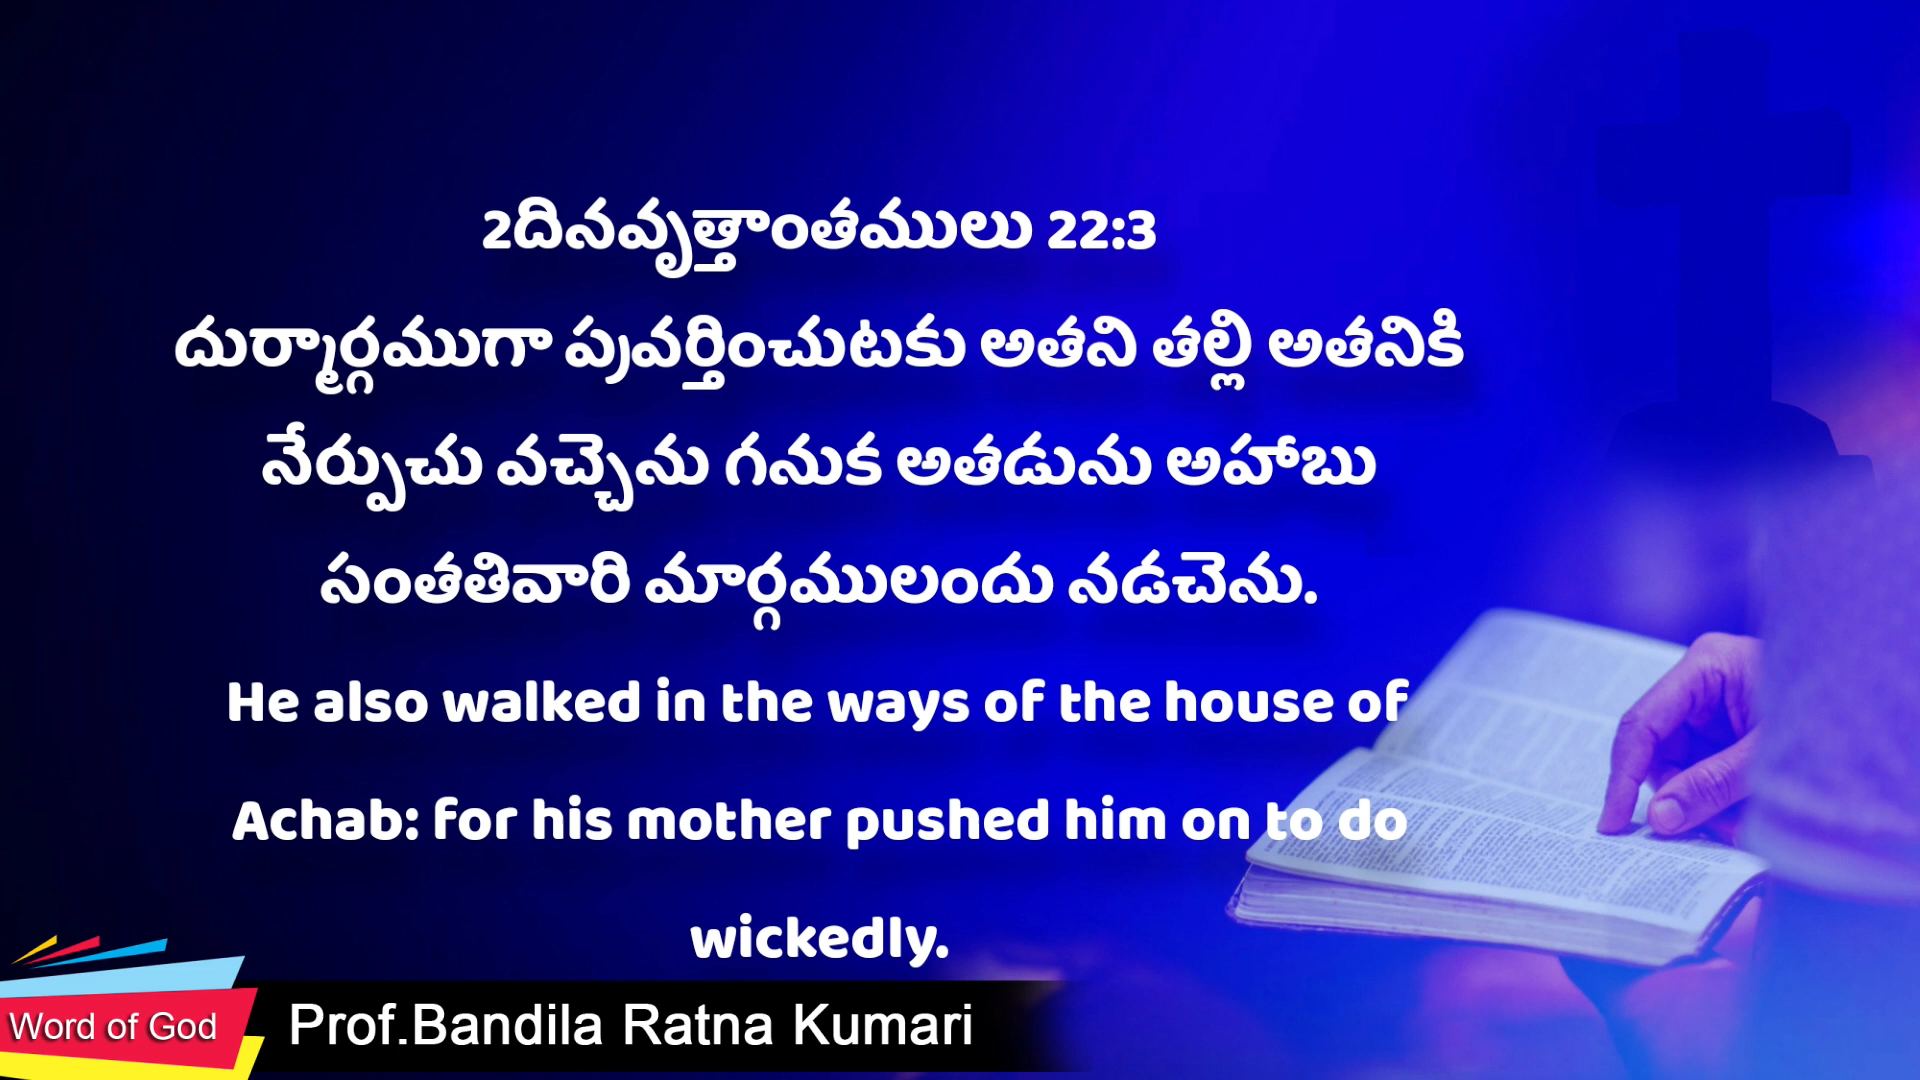 2దినవృత్తాంతములు 22:3
దుర్మార్గముగా ప్రవర్తించుటకు అతని తల్లి అతనికి
నేర్పుచు వచ్చెను గనుక అతడును అహాబు
సంతతివారి మార్గములందు నడచెను.
He also walked in the ways of the house of
Achab: for his mother pushed him on to do
wickedly.
Word of God
Prof.Bandila Ratna Kumari